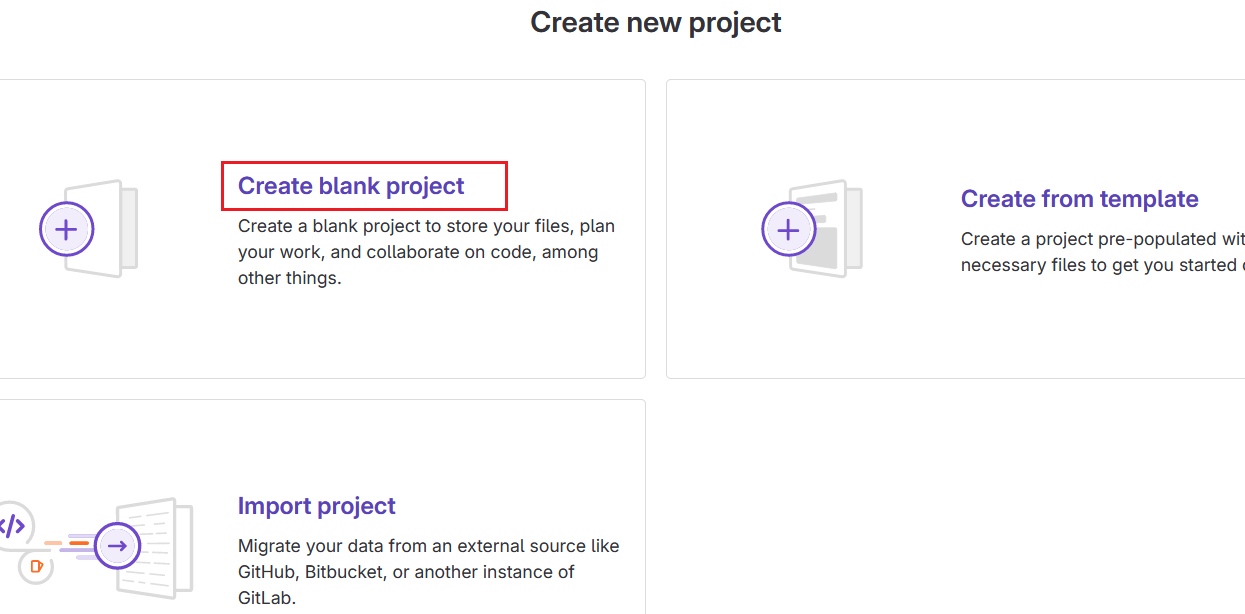 Create new project
Create blank project
Create a blank project to store your files, plan
your work, and collaborate on code, among
other things.
Create from template
Create a project pre-populated
necessary files to get you started
Import project
Migrate your data from an external source like
GitHub, Bitbucket, or another instance of
GitLab.